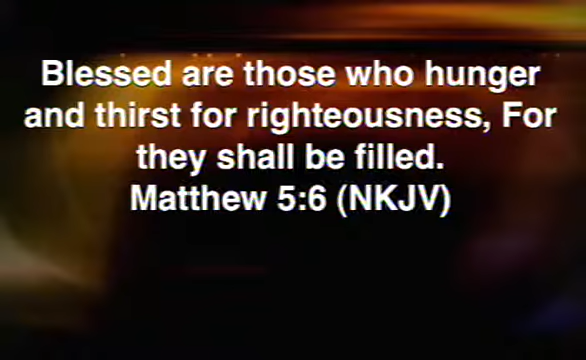 Blessed are those who hunger
and thirst for righteousness, For
they shall be filled.
Matthew 5:6 (NKJV)